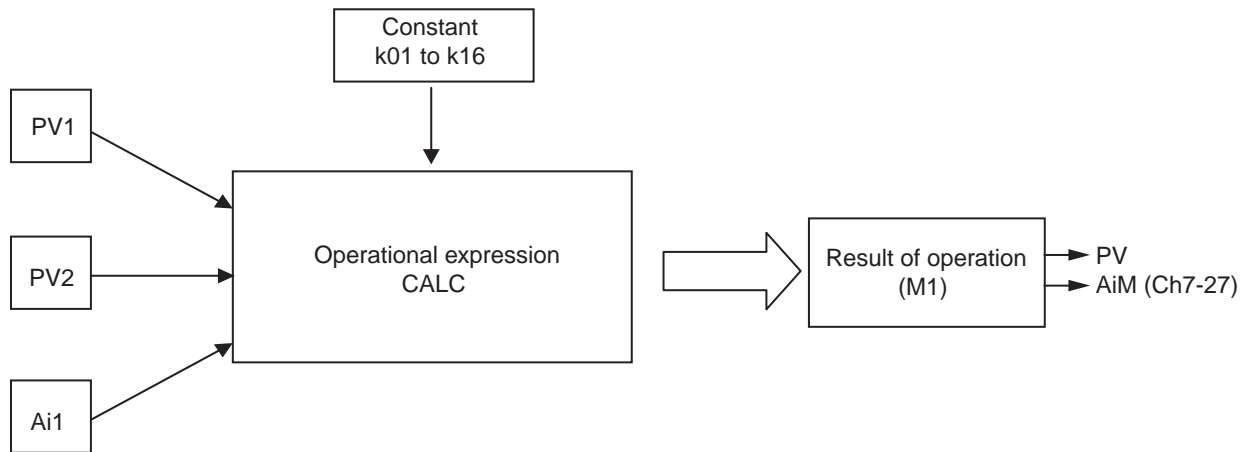 Constant
k01 to k16
PV1
PV2
Ai1
Operational expression
CALC
Result of operation
(M1)
PV
AiM (Ch7-27)